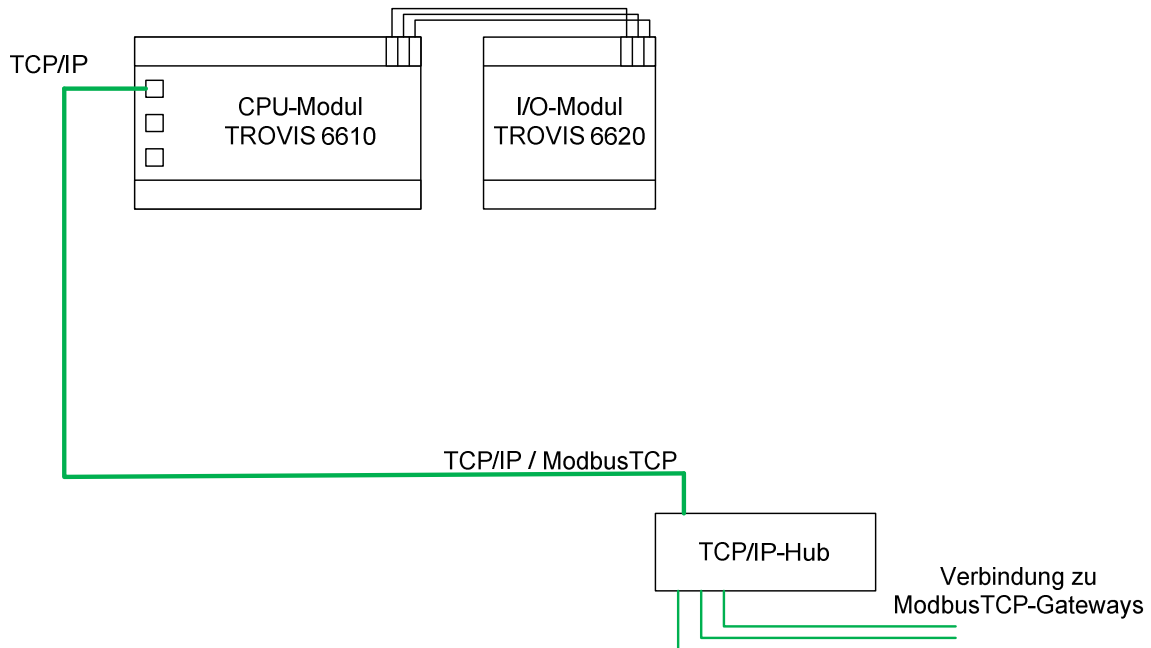 TCP/IP
CPU-Modul
TROVIS 6610
I/O-Modul
TROVIS 6620
TCP/IP / ModbusTCP
TCP/IP-Hub
Verbindung zu
ModbusTCP-Gateways